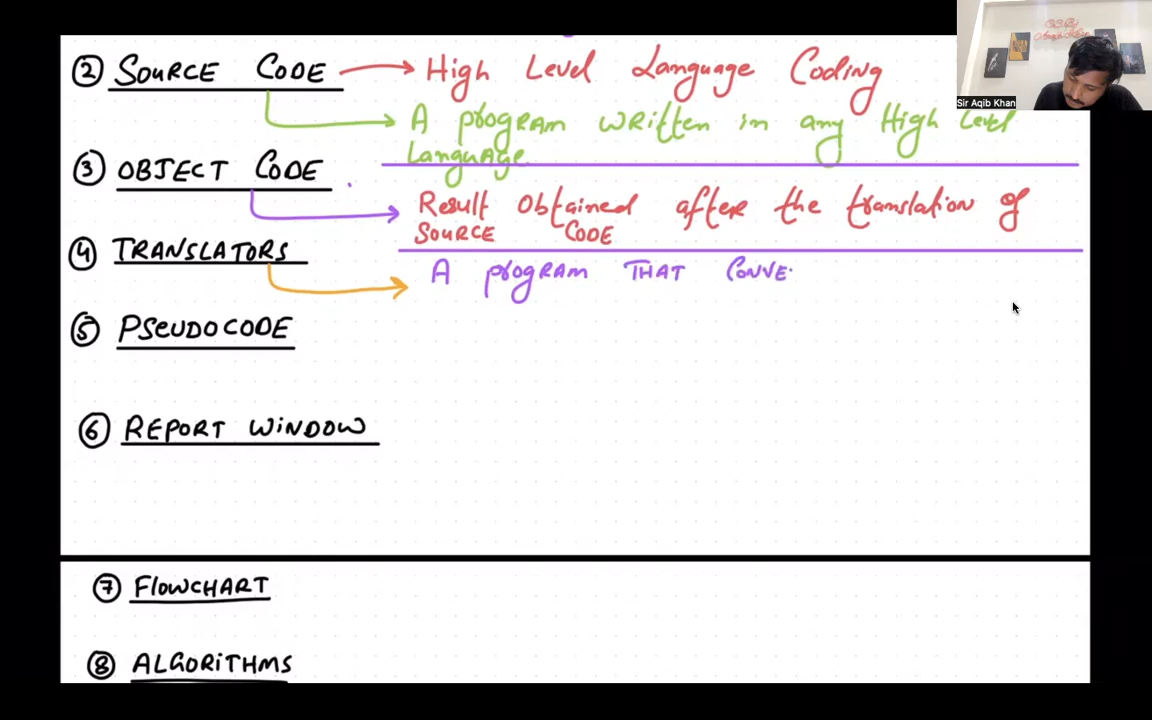 ② SOURCE CODE → High Level Language Coding
A program written in any High Level
Language
③ OBJECT CODE
Result Obtained after the translation of
SOURCE CODE
④ TRANSLATORS
A program THAT CONVE
⑤ PSEUDOCODE
⑥ REPORT WINDOW
⑦ FLOWCHART
⑧ ALGORITHMS
Sir Aqib Khan